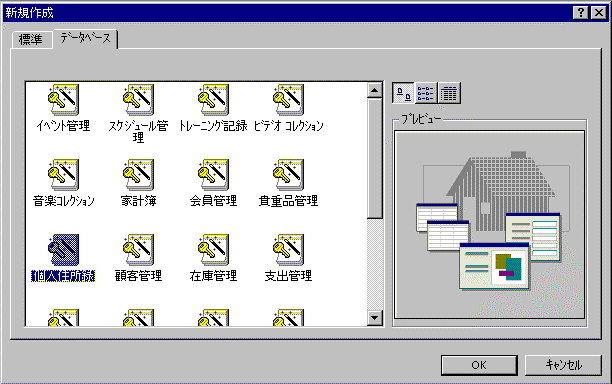 新規作成
標準
ﾃﾞｰﾀﾍﾞｰｽ
ｲﾍﾞﾝﾄ管理
ｽｹｼﾞｭｰﾙ管
理
ﾄﾚｰﾆﾝｸﾞ記録
ﾋﾞﾃﾞｵ ｺﾚｸｼｮﾝ
音楽ｺﾚｸｼｮﾝ
家計簿
会員管理
貴重品管理
個人住所録
顧客管理
在庫管理
支出管理
ﾌﾟﾚﾋﾞｭｰ
OK
ｷｬﾝｾﾙ